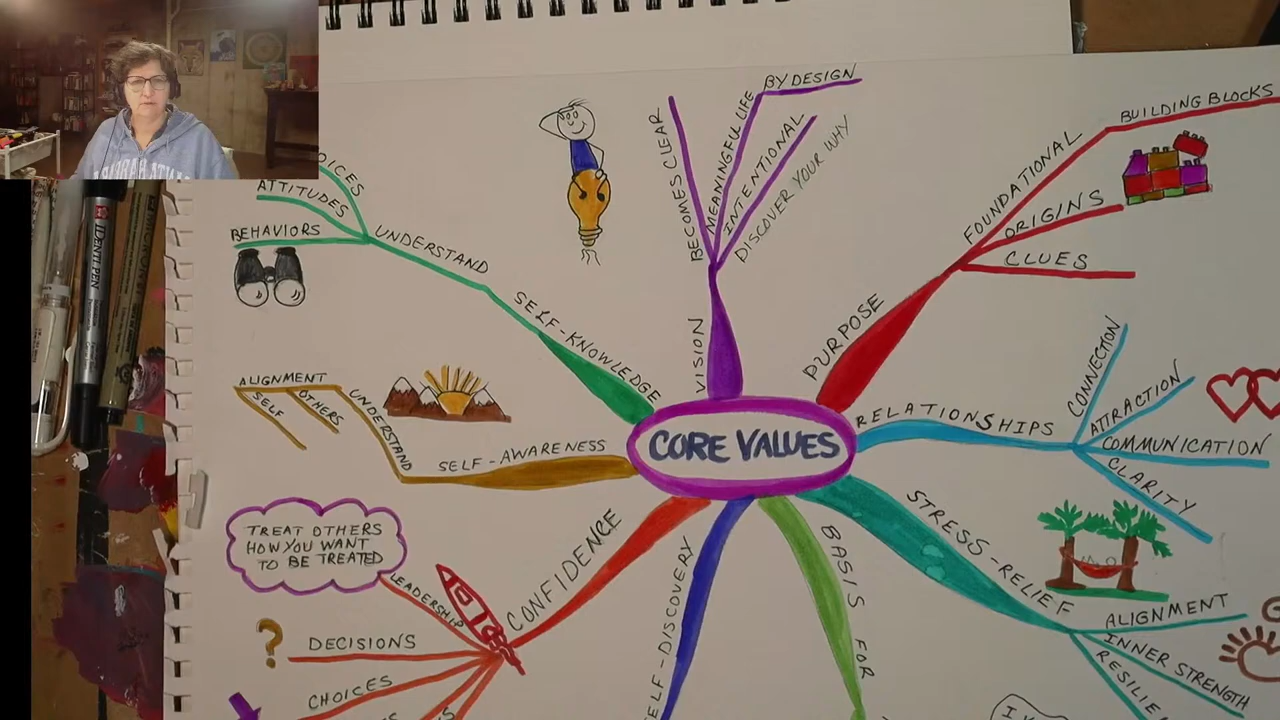 BY DESIGN
BECOMES CLEAR
MEANINGFUL LIFE
INTENTIONAL
DISCOVER YOUR WHY
VISION
BUILDING BLOCKS
FOUNDATIONAL
ORIGINS
CLUES
PURPOSE
ATTITUDES
BEHAVIORS
UNDERSTAND
SELF-KNOWLEDGE
CONNECTION
ATTRACTION
COMMUNICATION
CLARITY
RELATIONSHIPS
CORE VALUES
ALIGNMENT
SELF
OTHERS
UNDERSTAND
SELF-AWARENESS
STRESS-RELIEF
ALIGNMENT
INNER STRENGTH
TREAT OTHERS
HOW YOU WANT
TO BE TREATED
LEADERSHIP
CONFIDENCE
DECISIONS
CHOICES
BASIS FOR
IDENTI PEN